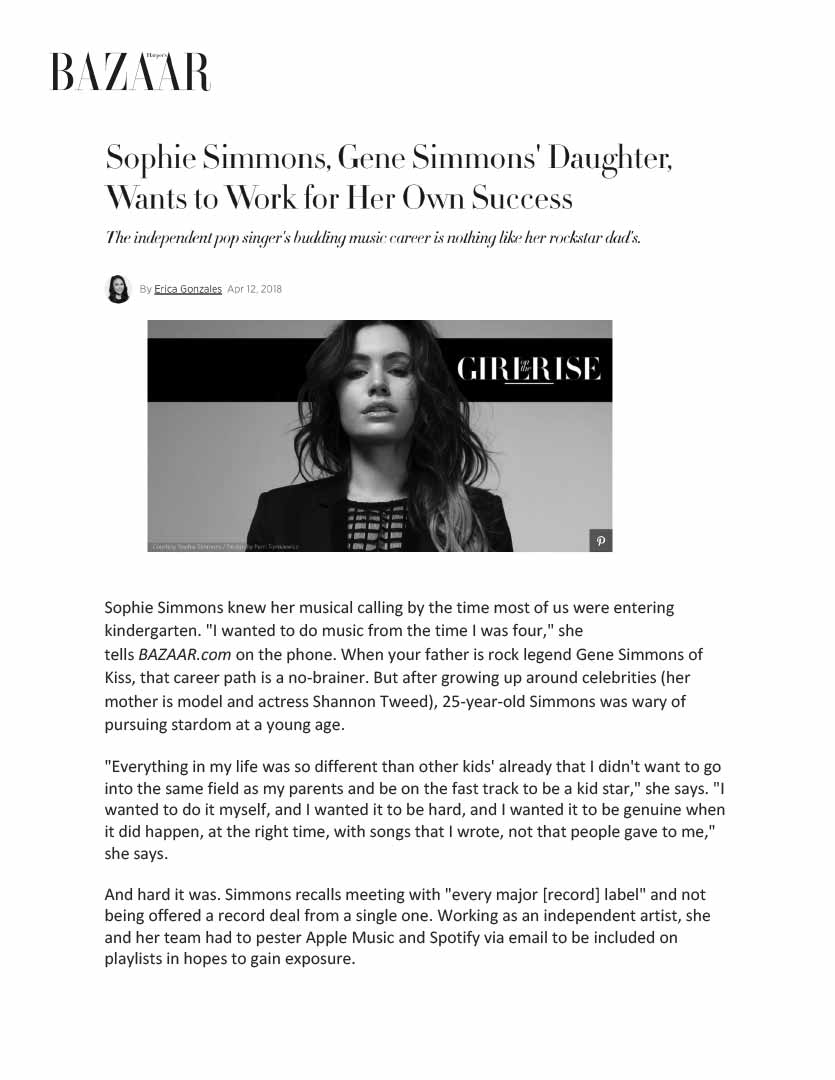 Harper's
BAZAAR
Sophie Simmons, Gene Simmons' Daughter,
Wants to Work for Her Own Success
The independent pop singer's budding music career is nothing like her rockstar dad's.
By Erica Gonzales Apr 12, 2018
GIRL on the RISE
Courtesy Sophie Simmons / Design by Perri Tomkiewicz
Sophie Simmons knew her musical calling by the time most of us were entering
kindergarten. "I wanted to do music from the time I was four," she
tells BAZAAR.com on the phone. When your father is rock legend Gene Simmons of
Kiss, that career path is a no-brainer. But after growing up around celebrities (her
mother is model and actress Shannon Tweed), 25-year-old Simmons was wary of
pursuing stardom at a young age.
"Everything in my life was so different than other kids' already that I didn't want to go
into the same field as my parents and be on the fast track to be a kid star," she says. "I
wanted to do it myself, and I wanted it to be hard, and I wanted it to be genuine when
it did happen, at the right time, with songs that I wrote, not that people gave to me,"
she says.
And hard it was. Simmons recalls meeting with "every major [record] label" and not
being offered a record deal from a single one. Working as an independent artist, she
and her team had to pester Apple Music and Spotify via email to be included on
playlists in hopes to gain exposure.